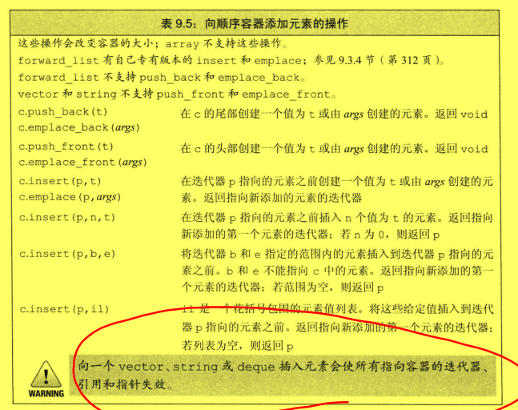 表 9.5：向顺序容器添加元素的操作
这些操作会改变容器的大小；array 不支持这些操作。
forward_list 有自己专有版本的 insert 和 emplace；参见 9.3.4 节（第 312 页）。
forward_list 不支持 push_back 和 emplace_back。
vector 和 string 不支持 push_front 和 emplace_front。
c.push_back(t) 在 c 的尾部创建一个值为 t 或由 args 创建的元素。返回 void
c.emplace_back(args)
c.push_front(t) 在 c 的头部创建一个值为 t 或由 args 创建的元素。返回 void
c.emplace_front(args)
c.insert(p,t) 在迭代器 p 指向的元素之前创建一个值为 t 或由 args 创建的元
c.emplace(p,args) 素。返回指向新添加的元素的迭代器
c.insert(p,n,t) 在迭代器 p 指向的元素之前插入 n 个值为 t 的元素。返回指向
新添加的第一个元素的迭代器；若 n 为 0，则返回 p
c.insert(p,b,e) 将迭代器 b 和 e 指定的范围内的元素插入到迭代器 p 指向的元
素之前。b 和 e 不能指向 c 中的元素。返回指向新添加的第一
个元素的迭代器；若范围为空，则返回 p
c.insert(p,il) il 是一个花括号包围的元素值列表。将这些给定值插入到迭代
器 p 指向的元素之前。返回指向新添加的第一个元素的迭代器；
若列表为空，则返回 p
向一个 vector、string 或 deque 插入元素会使所有指向容器的迭代器、
引用和指针失效。
WARNING